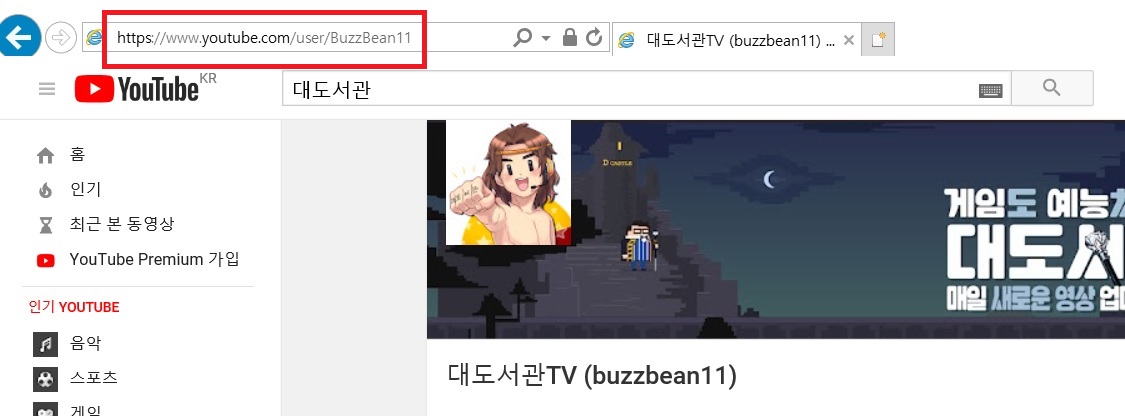 https://www.youtube.com/user/BuzzBean11
대도서관TV (buzzbean11) ...
YouTube KR
대도서관
홈
인기
최근 본 동영상
YouTube Premium 가입
인기 YOUTUBE
음악
스포츠
게임
D CASTLE
게임도 예능
대도서
매일 새로운 영상 업
대도서관TV (buzzbean11)